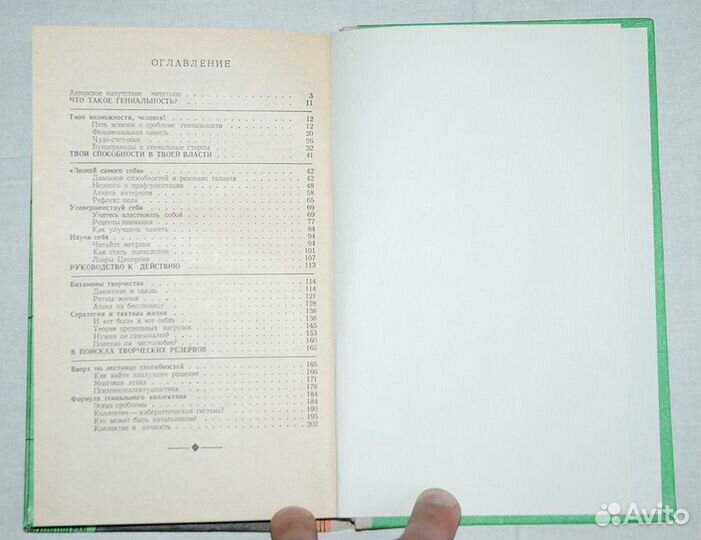 ОГЛАВЛЕНИЕ
Авторское напутствие читателю 3
ЧТО ТАКОЕ ГЕНИАЛЬНОСТЬ? 11
Твои возможности, человек! 12
Пять эскизов о проблеме гениальности 12
Феноменальная память 20
Чудо-счетчики 26
Вундеркинды и гениальные старцы 32
ТВОИ СПОСОБНОСТИ В ТВОЕЙ ВЛАСТИ 41
«Познай самого себя» 42
Диапазон способностей и резонанс таланта 42
Немного о профориентации 48
Анкета интересов 58
Рефлекс цели 65
Усовершенствуй себя 69
Учитесь властвовать собой 69
Рецепты внимания 77
Как улучшить память 84
Научи себя 94
Читайте метрами 94
Как стать полиглотом 101
Лавры Цицерона 107
РУКОВОДСТВО К ДЕЙСТВИЮ 113
Витамины творчества 114
Движение и мысль 114
Ритмы жизни 121
Атака на бессонницу 128
Стратегия и тактика жизни 138
И «от бога» и «от себя» 138
Теория предельных нагрузок 145
Нужен ли самоанализ? 153
Полезно ли честолюбие? 160
В ПОИСКАХ ТВОРЧЕСКИХ РЕЗЕРВОВ 165
Вверх по лестнице способностей 166
Как найти наилучшее решение 166
Мозговая атака 171
Психоинтеллектуалистика 178
Формула гениального коллектива 184
Эскиз проблемы 184
Коллектив — кибернетическая система? 190
Кто может быть начальником? 195
Коллектив и личность 202
Avito